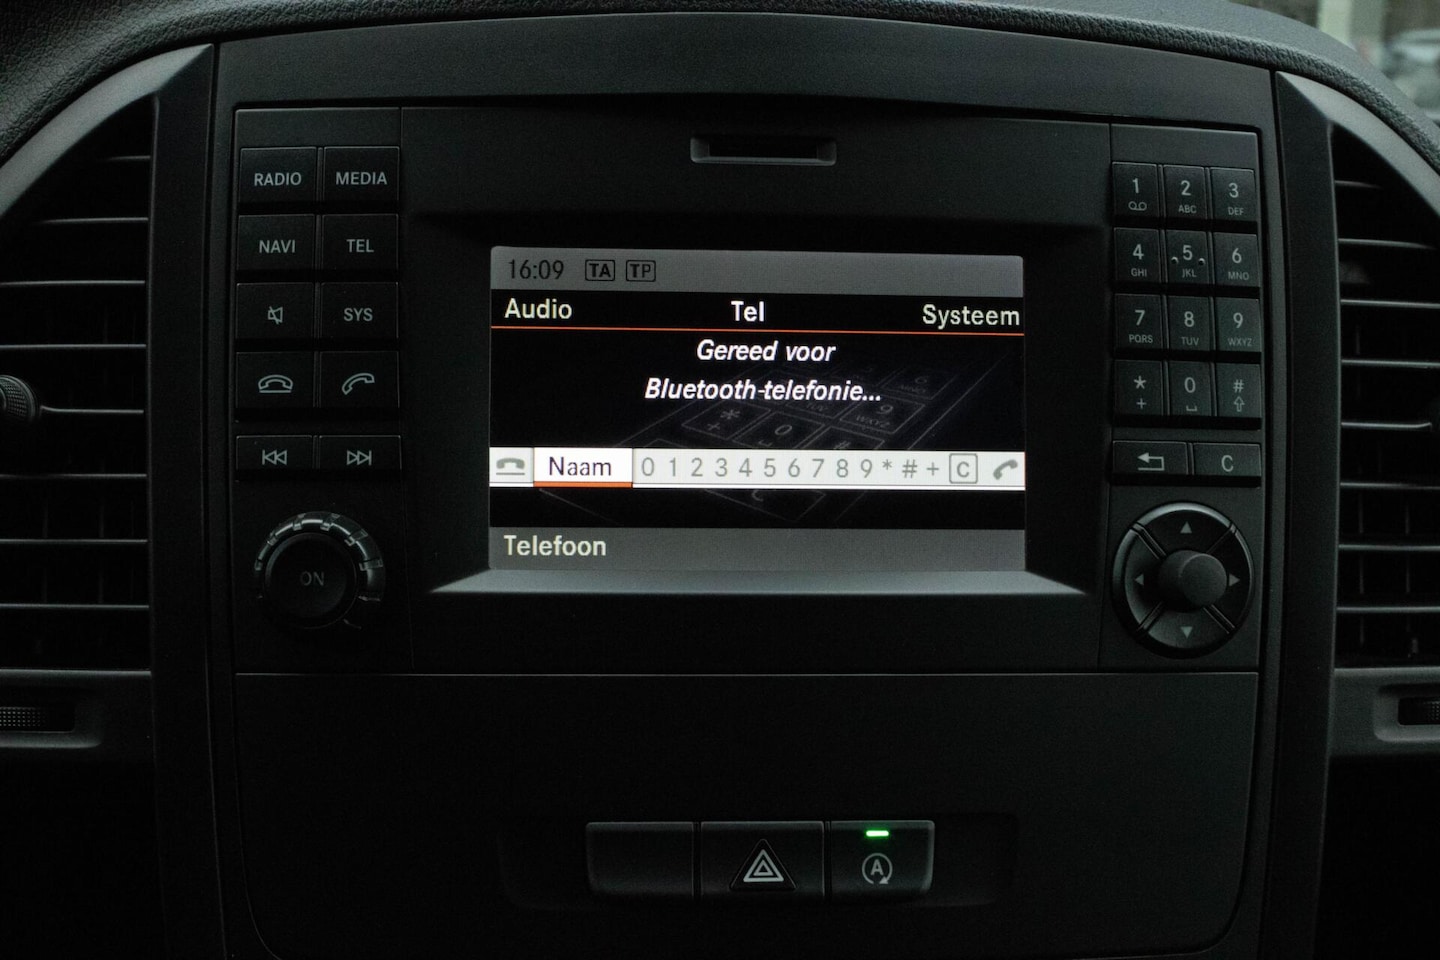 RADIO MEDIA
NAVI TEL
SYS
ON
16:09 TA TP
Audio Tel Systeem
Gereed voor
Bluetooth-telefonie...
Naam 0 1 2 3 4 5 6 7 8 9 * # + C
Telefoon
1 2 3
ABC DEF
4 5 6
GHI JKL MNO
7 8 9
PQRS TUV WXYZ
* 0 #
+
C
A